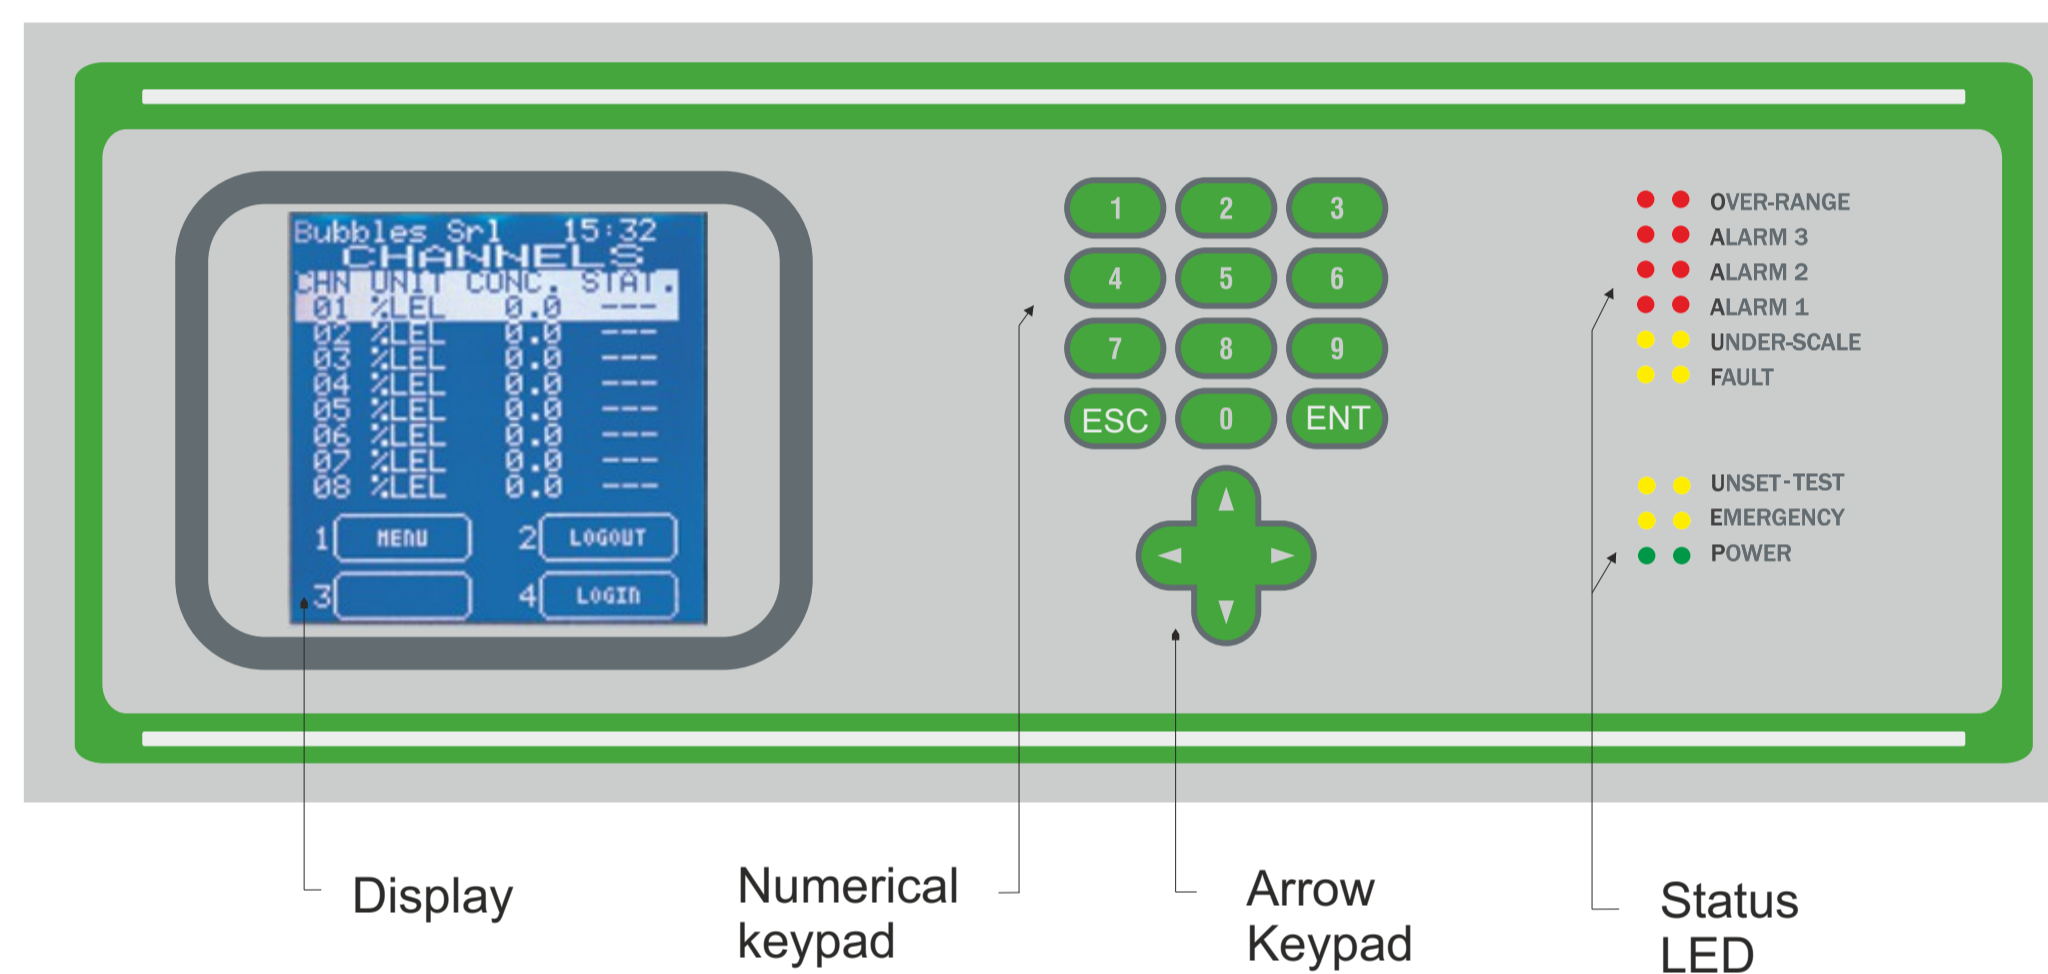 Bubbles Srl 15:32
CHANNELS
CHN UNIT CONC. STAT.
01 %LEL 0.0 ---
02 %LEL 0.0 ---
03 %LEL 0.0 ---
04 %LEL 0.0 ---
05 %LEL 0.0 ---
06 %LEL 0.0 ---
07 %LEL 0.0 ---
08 %LEL 0.0 ---
1 MENU 2 LOGOUT
3 4 LOGIN
1 2 3
4 5 6
7 8 9
ESC 0 ENT
OVER-RANGE
ALARM 3
ALARM 2
ALARM 1
UNDER-SCALE
FAULT
UNSET-TEST
EMERGENCY
POWER
Display
Numerical
keypad
Arrow
Keypad
Status
LED